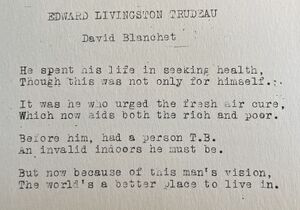 EDWARD LIVINGSTON TRUDEAU
David Blanchet
He spent his life in seeking health,
Though this was not only for himself.
It was he who urged the fresh air cure,
Which now aids both the rich and poor.
Before him, had a person T.B.
An invalid indoors he must be.
But now because of this man's vision,
The world's a better place to live in.